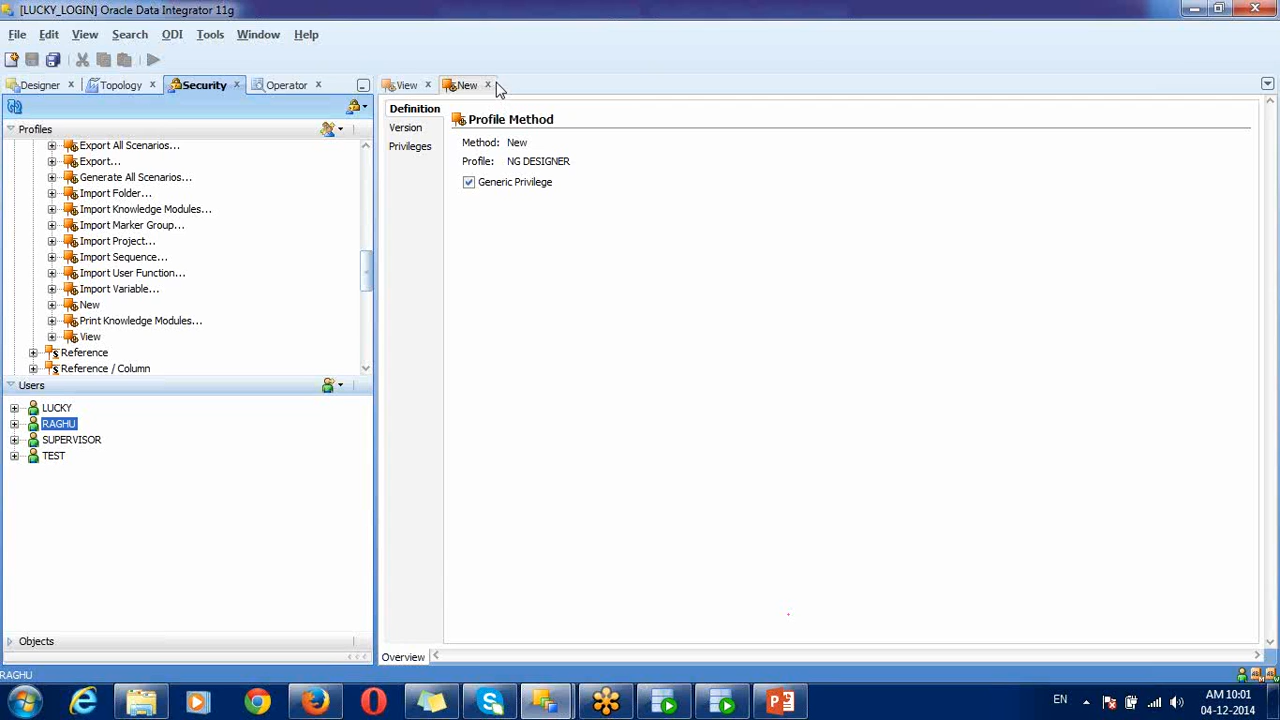 [LUCKY_LOGIN] Oracle Data Integrator 11g
File Edit View Search ODI Tools Window Help
Designer Topology Security Operator View New
Profiles
Export All Scenarios...
Export...
Generate All Scenarios...
Import Folder...
Import Knowledge Modules...
Import Marker Group...
Import Project...
Import Sequence...
Import User Function...
Import Variable...
New
Print Knowledge Modules...
View
Reference
Reference / Column
Users
LUCKY
RAGHU
SUPERVISOR
TEST
Objects
Definition
Version
Privileges
Profile Method
Method: New
Profile: NG DESIGNER
Generic Privilege
Overview
RAGHU
EN
AM 10:01
04-12-2014